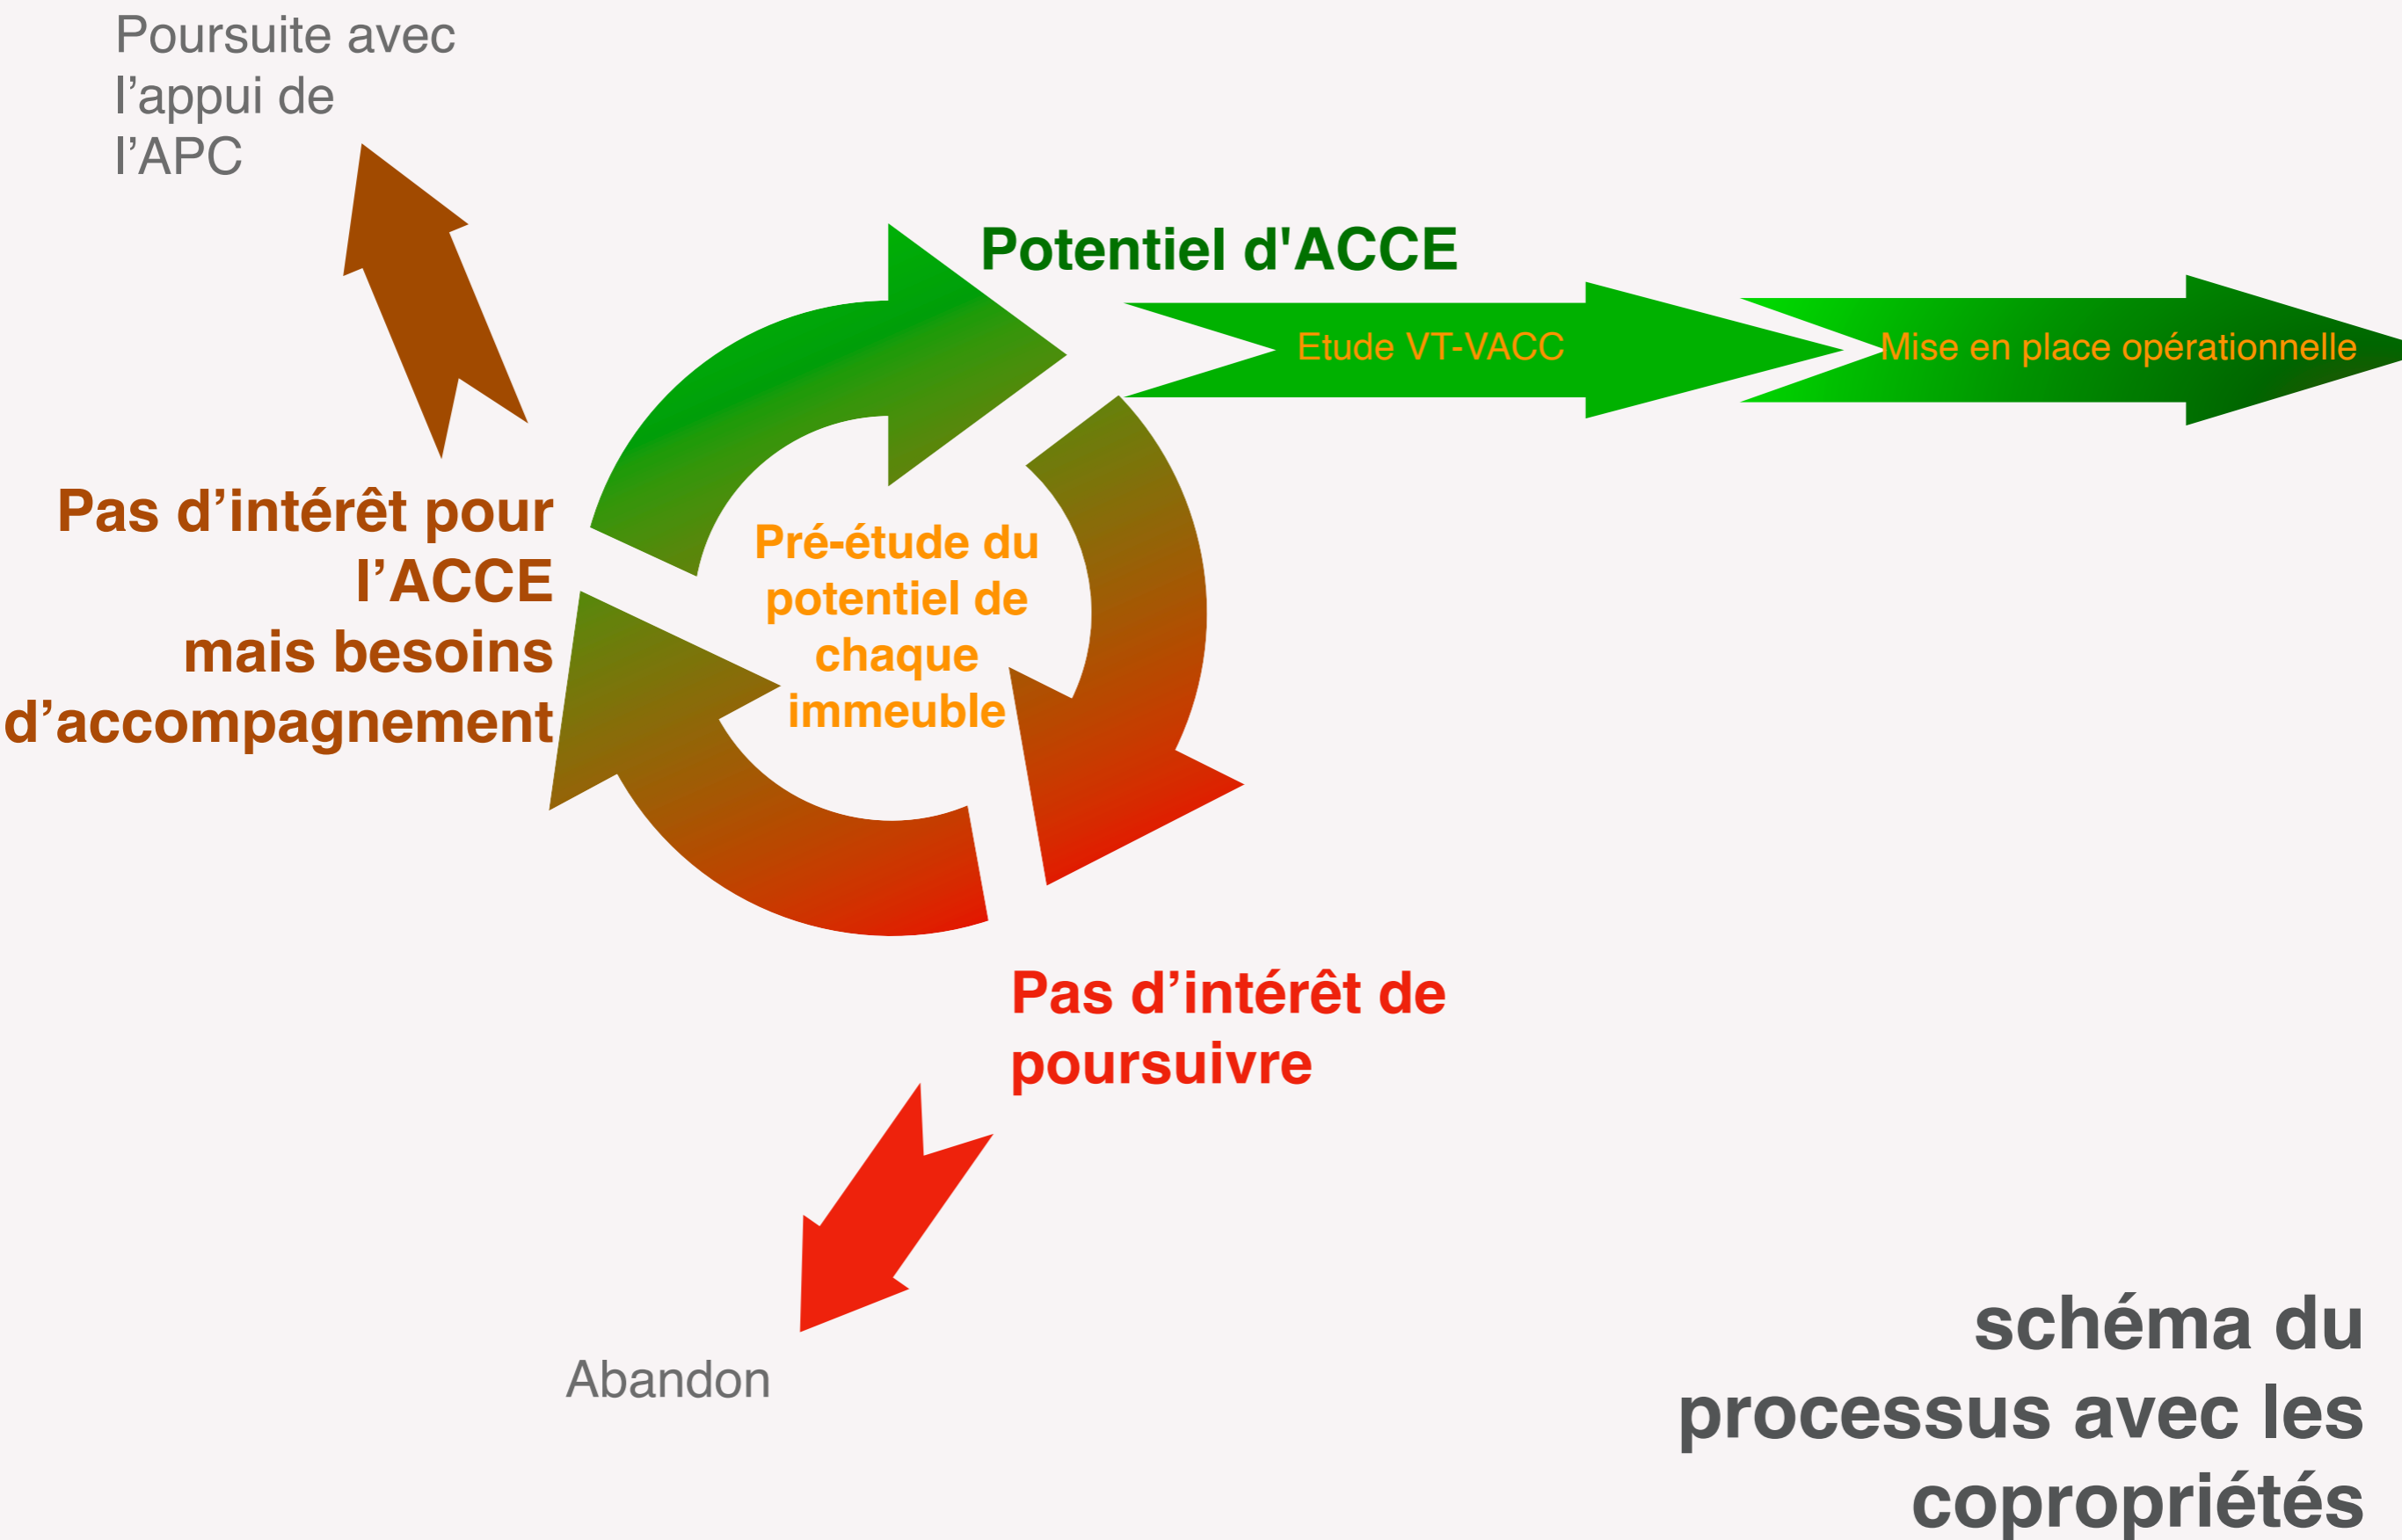 Poursuite avec
l’appui de
l’APC
Potentiel d'ACCE
Etude VT-VACC
Mise en place opérationnelle
Pas d’intérêt pour
l’ACCE
mais besoins
d’accompagnement
Pré-étude du
potentiel de
chaque
immeuble
Pas d’intérêt de
poursuivre
Abandon
schéma du
processus avec les
copropriétés